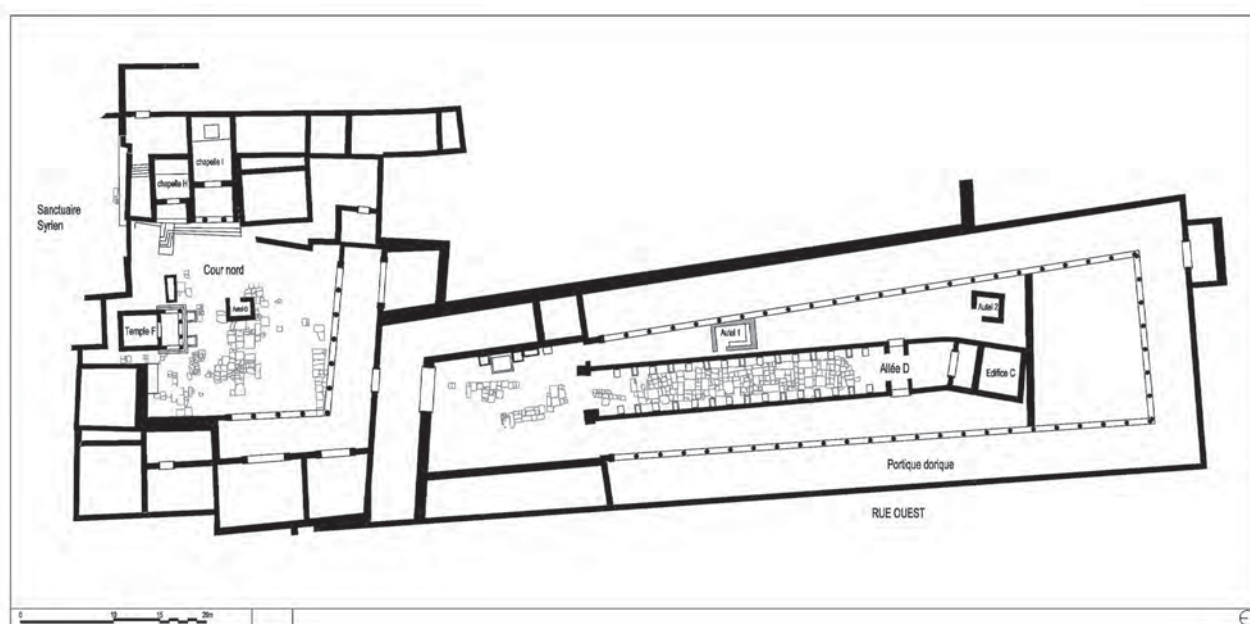 chapelle I
chapelle H
Sanctuaire
Syrien
Cour nord
Temple F
Autel G
Autel 1
Autel 2
Allée D
Edifice C
Portique dorique
RUE OUEST
0 10 15 20m